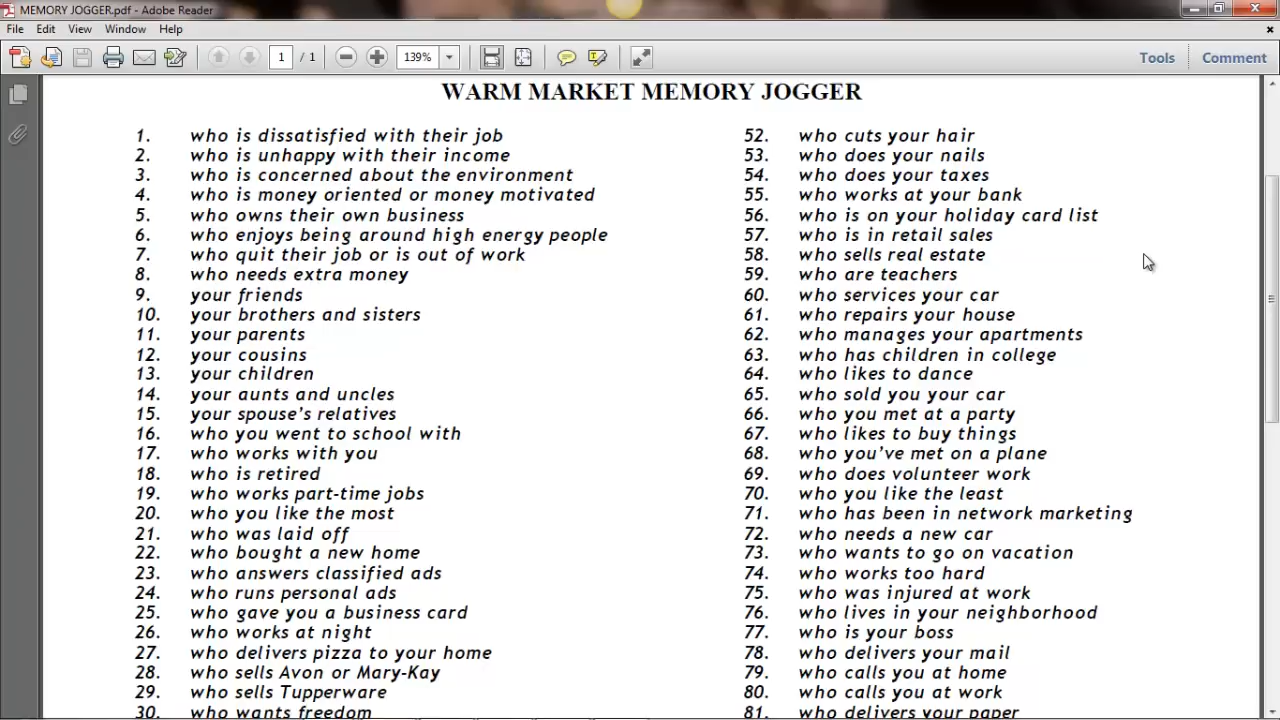 MEMORY JOGGER.pdf - Adobe Reader
File Edit View Window Help
1 / 1 139% Tools Comment
WARM MARKET MEMORY JOGGER
1. who is dissatisfied with their job
2. who is unhappy with their income
3. who is concerned about the environment
4. who is money oriented or money motivated
5. who owns their own business
6. who enjoys being around high energy people
7. who quit their job or is out of work
8. who needs extra money
9. your friends
10. your brothers and sisters
11. your parents
12. your cousins
13. your children
14. your aunts and uncles
15. your spouse's relatives
16. who you went to school with
17. who works with you
18. who is retired
19. who works part-time jobs
20. who you like the most
21. who was laid off
22. who bought a new home
23. who answers classified ads
24. who runs personal ads
25. who gave you a business card
26. who works at night
27. who delivers pizza to your home
28. who sells Avon or Mary-Kay
29. who sells Tupperware
30. who wants freedom
52. who cuts your hair
53. who does your nails
54. who does your taxes
55. who works at your bank
56. who is on your holiday card list
57. who is in retail sales
58. who sells real estate
59. who are teachers
60. who services your car
61. who repairs your house
62. who manages your apartments
63. who has children in college
64. who likes to dance
65. who sold you your car
66. who you met at a party
67. who likes to buy things
68. who you've met on a plane
69. who does volunteer work
70. who you like the least
71. who has been in network marketing
72. who needs a new car
73. who wants to go on vacation
74. who works too hard
75. who was injured at work
76. who lives in your neighborhood
77. who is your boss
78. who delivers your mail
79. who calls you at home
80. who calls you at work
81. who delivers your paper